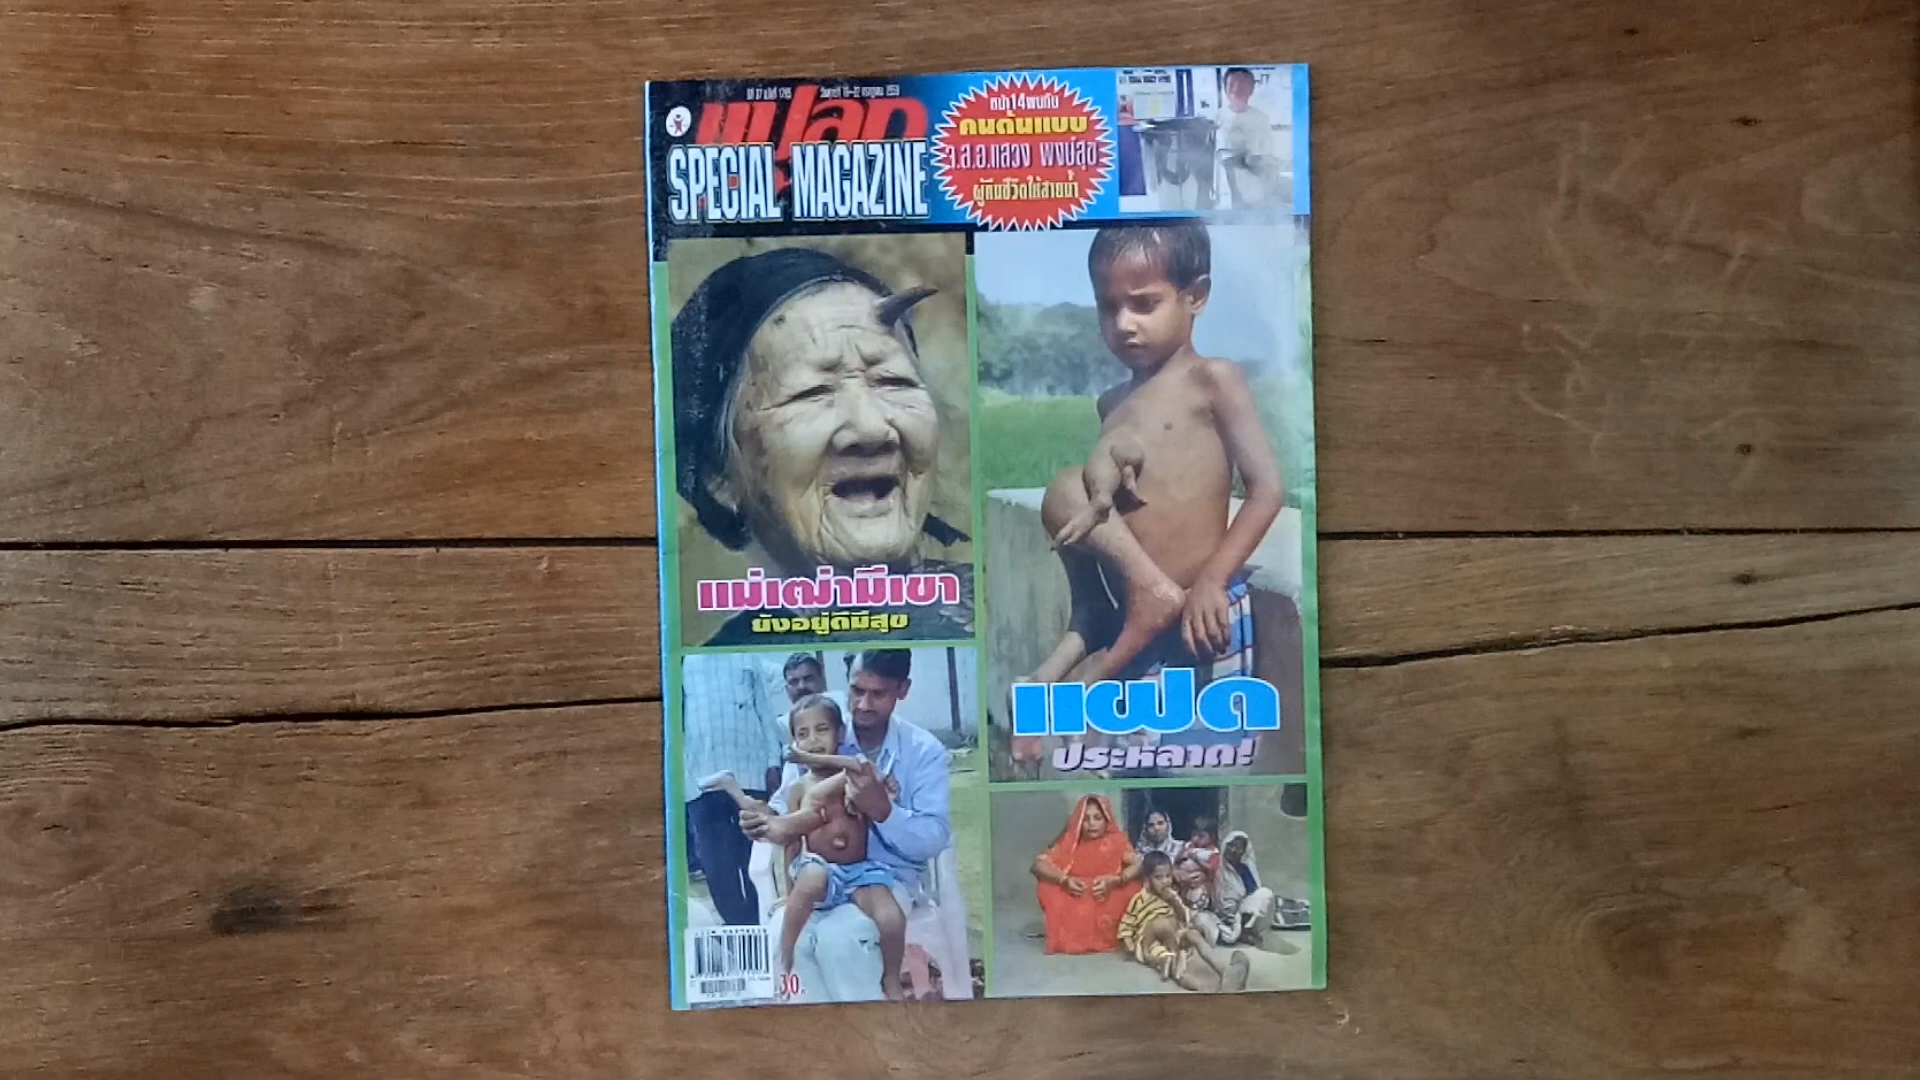 แปลก
SPECIAL MAGAZINE
หน้า14พบกับ
คนต้นแบบ
จ.ส.อ.แสวง พงษ์สุข
ผู้คืนชีวิตให้สายน้ำ
แม่เฒ่ามีเขา
ยังอยู่ดีมีสุข
แฝด
ประหลาด!
30.